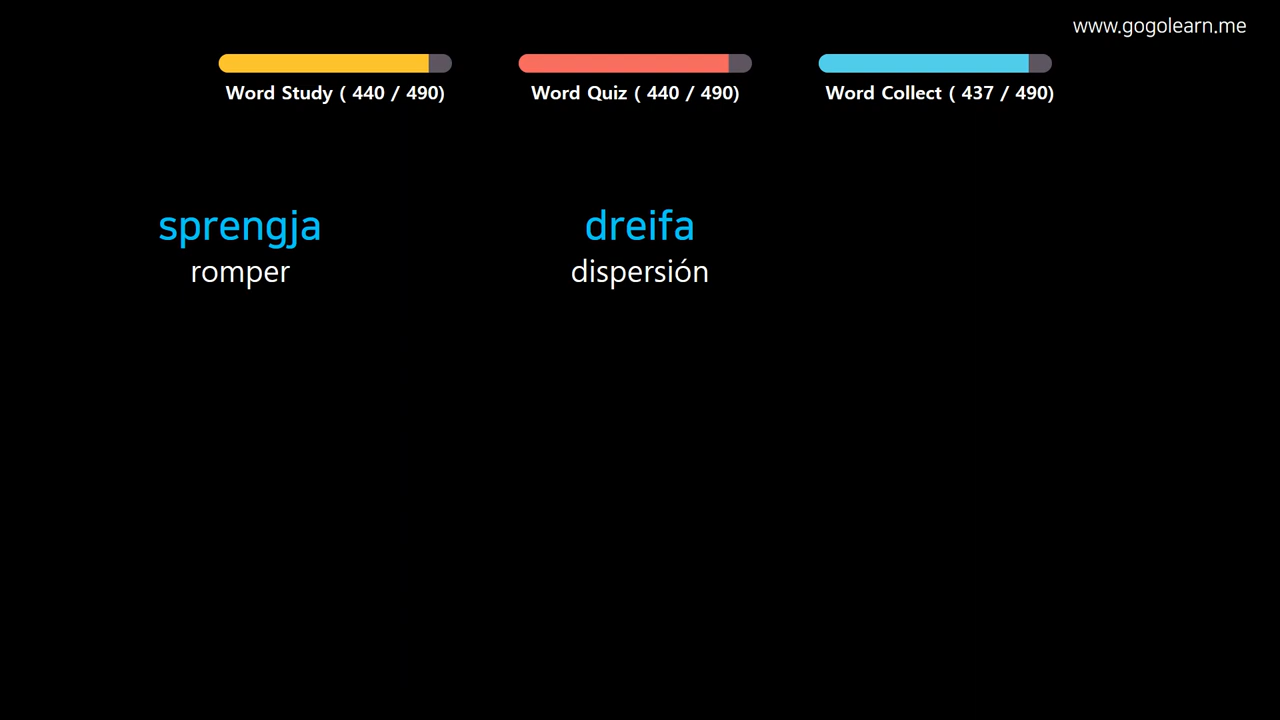 www.gogolearn.me
Word Study ( 440 / 490)
Word Quiz ( 440 / 490)
Word Collect ( 437 / 490)
sprengja
romper
dreifa
dispersión